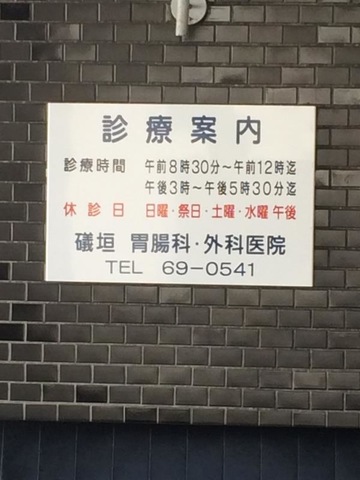 診療案内
診療時間 午前8時30分～午前12時迄
午後3時～午後5時30分迄
休診日 日曜・祭日・土曜・水曜午後
礒垣 胃腸科・外科医院
TEL 69-0541